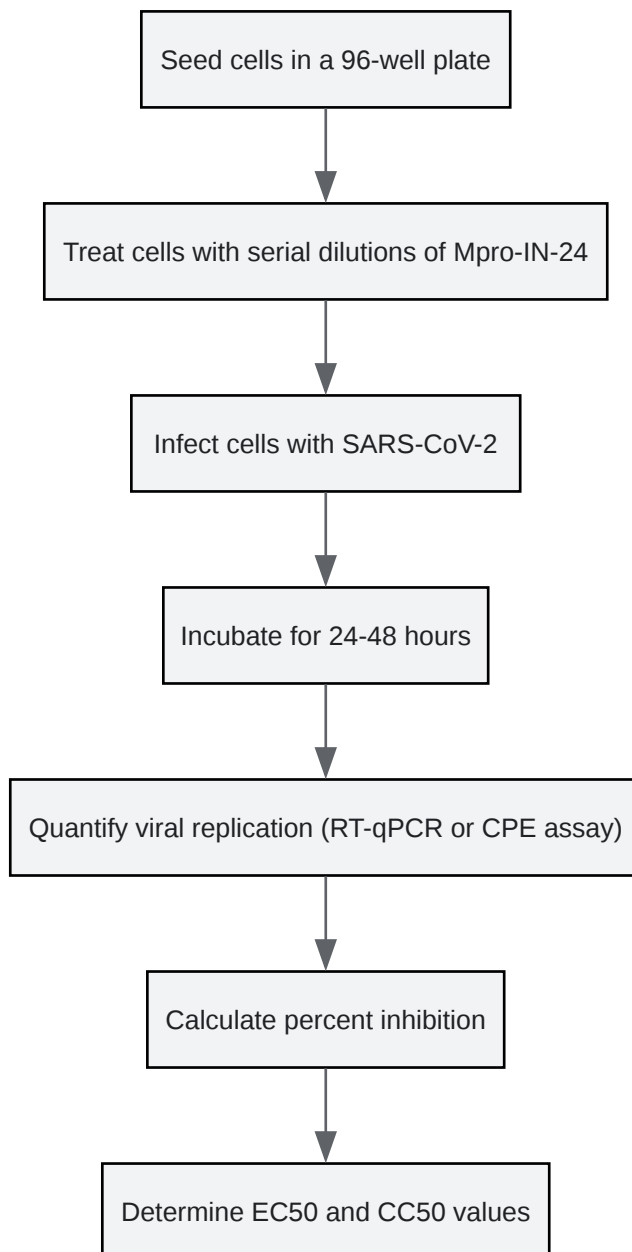 Seed cells in a 96-well plate
Treat cells with serial dilutions of Mpro-IN-24
Infect cells with SARS-CoV-2
Incubate for 24-48 hours
Quantify viral replication (RT-qPCR or CPE assay)
Calculate percent inhibition
Determine EC50 and CC50 values